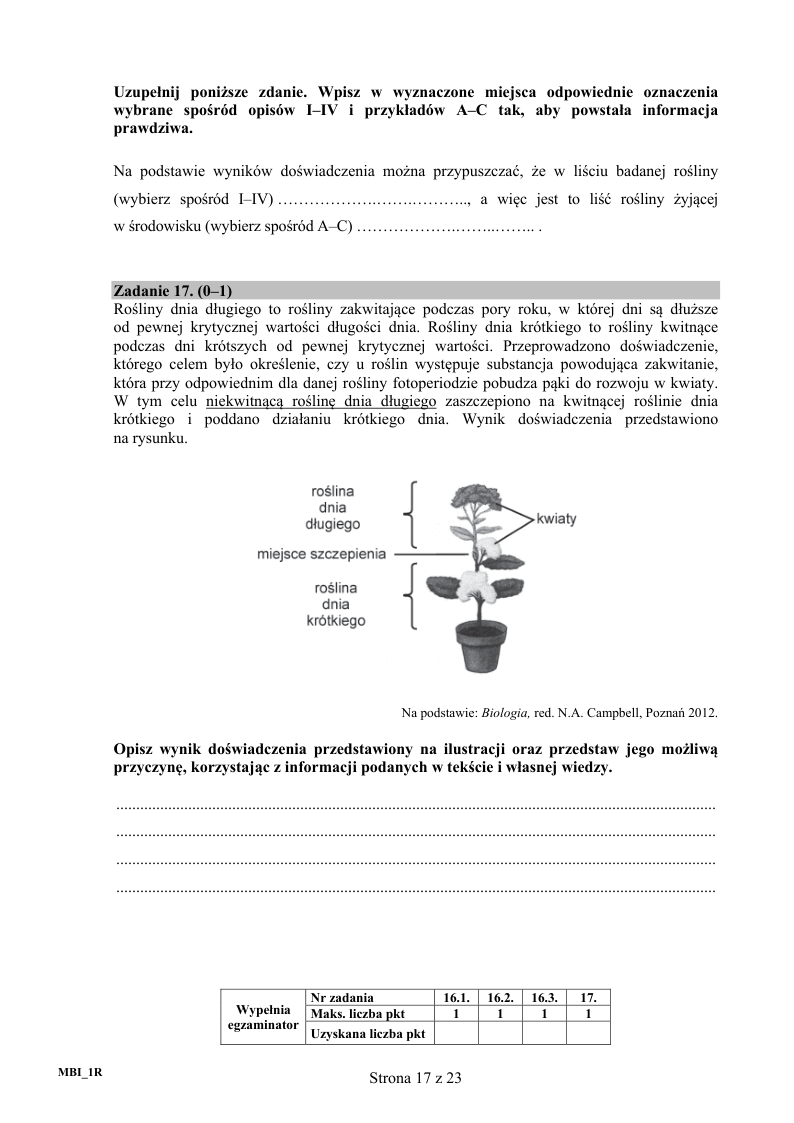 Uzupełnij poniższe zdanie. Wpisz w wyznaczone miejsca odpowiednie oznaczenia
wybrane spośród opisów I–IV i przykładów A–C tak, aby powstała informacja
prawdziwa.
Na podstawie wyników doświadczenia można przypuszczać, że w liściu badanej rośliny
(wybierz spośród I–IV) ……………….…….……….., a więc jest to liść rośliny żyjącej
w środowisku (wybierz spośród A–C) ……………….……..…….. .
Zadanie 17. (0–1)
Rośliny dnia długiego to rośliny zakwitające podczas pory roku, w której dni są dłuższe
od pewnej krytycznej wartości długości dnia. Rośliny dnia krótkiego to rośliny kwitnące
podczas dni krótszych od pewnej krytycznej wartości. Przeprowadzono doświadczenie,
którego celem było określenie, czy u roślin występuje substancja powodująca zakwitanie,
która przy odpowiednim dla danej rośliny fotoperiodzie pobudza pąki do rozwoju w kwiaty.
W tym celu niekwitnącą roślinę dnia długiego zaszczepiono na kwitnącej roślinie dnia
krótkiego i poddano działaniu krótkiego dnia. Wynik doświadczenia przedstawiono
na rysunku.
roślina
dnia
długiego
kwiaty
miejsce szczepienia
roślina
dnia
krótkiego
Na podstawie: Biologia, red. N.A. Campbell, Poznań 2012.
Opisz wynik doświadczenia przedstawiony na ilustracji oraz przedstaw jego możliwą
przyczynę, korzystając z informacji podanych w tekście i własnej wiedzy.
Wypełnia
egzaminator
Nr zadania 16.1. 16.2. 16.3. 17.
Maks. liczba pkt 1 1 1 1
Uzyskana liczba pkt
MBI_1R
Strona 17 z 23